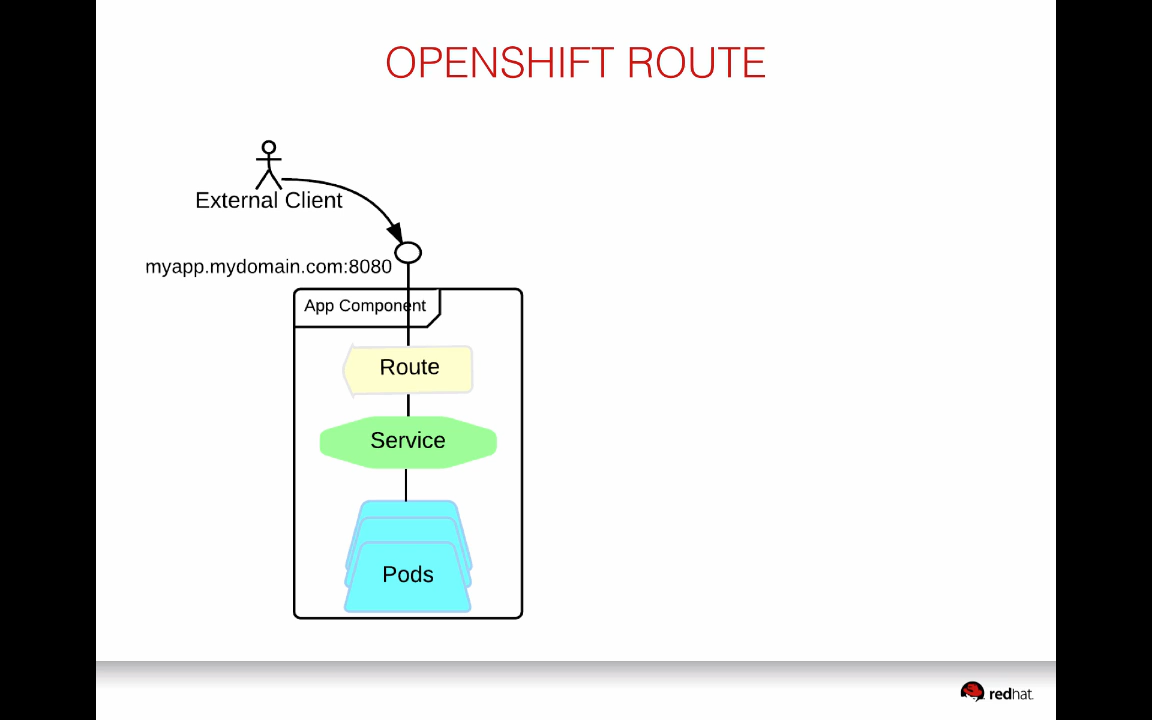 OPENSHIFT ROUTE
External Client
myapp.mydomain.com:8080
App Component
Route
Service
Pods
redhat.